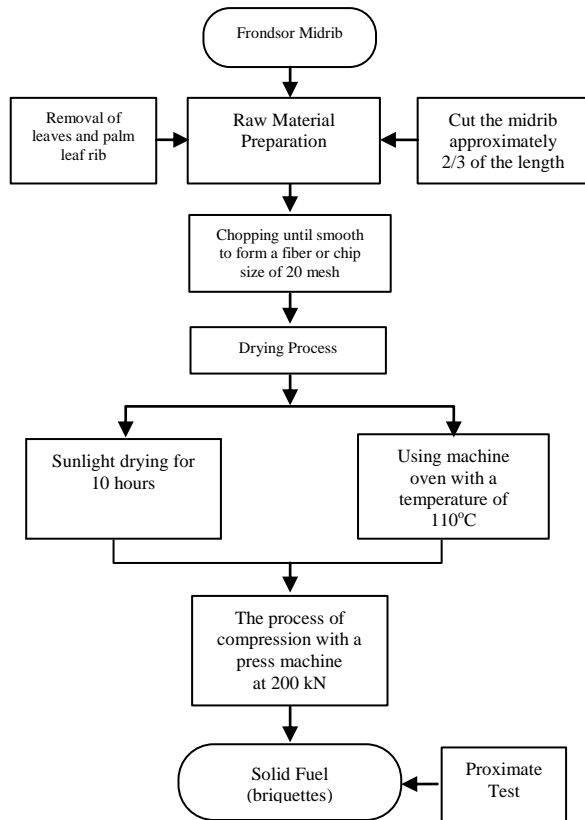 Frondsor Midrib
Removal of
leaves and palm
leaf rib
Raw Material
Preparation
Cut the midrib
approximately
2/3 of the length
Chopping until smooth
to form a fiber or chip
size of 20 mesh
Drying Process
Sunlight drying for
10 hours
Using machine
oven with a
temperature of
110°C
The process of
compression with a
press machine
at 200 kN
Solid Fuel
(briquettes)
Proximate
Test